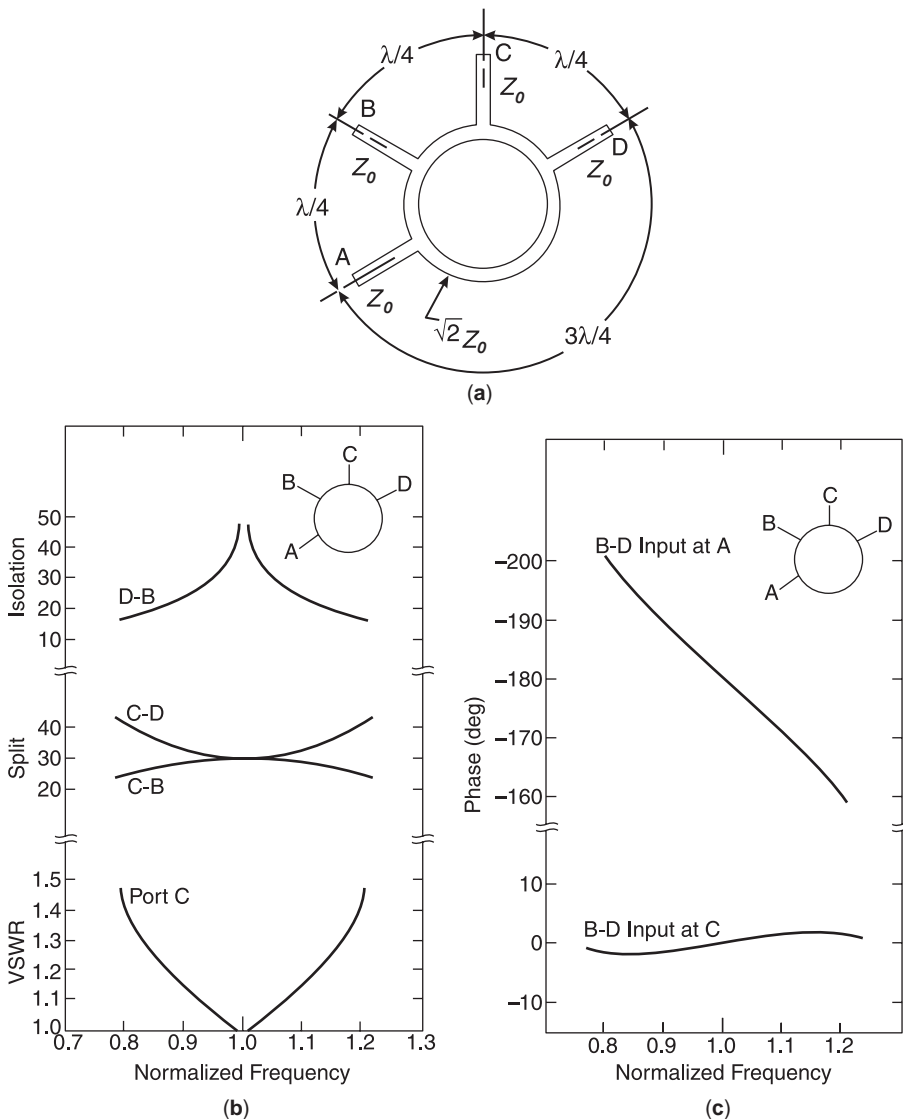 λ/4
λ/4
C
Z0
B
Z0
D
Z0
λ/4
A
Z0
√2 Z0
3λ/4
(a)
C
B
D
A
50
40
30
20
10
Isolation
D-B
40
30
20
Split
C-D
C-B
1.5
1.4
1.3
1.2
1.1
1.0
VSWR
Port C
0.7 0.8 0.9 1.0 1.1 1.2 1.3
Normalized Frequency
(b)
C
B
D
A
B-D Input at A
–200
–190
–180
–170
–160
Phase (deg)
10
0
–10
B-D Input at C
0.8 0.9 1.0 1.1 1.2
Normalized Frequency
(c)